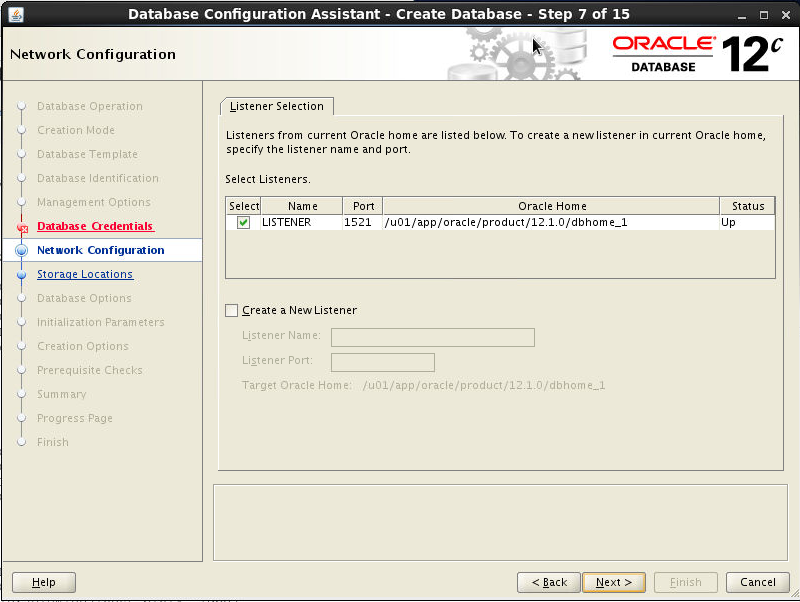 Database Configuration Assistant - Create Database - Step 7 of 15
Network Configuration
ORACLE
DATABASE
12c
Database Operation
Creation Mode
Database Template
Database Identification
Management Options
Database Credentials
Network Configuration
Storage Locations
Database Options
Initialization Parameters
Creation Options
Prerequisite Checks
Summary
Progress Page
Finish
Listener Selection
Listeners from current Oracle home are listed below. To create a new listener in current Oracle home,
specify the listener name and port.
Select Listeners.
Select Name Port Oracle Home Status
LISTENER 1521 /u01/app/oracle/product/12.1.0/dbhome_1 Up
Create a New Listener
Listener Name:
Listener Port:
Target Oracle Home: /u01/app/oracle/product/12.1.0/dbhome_1
Help < Back Next > Finish Cancel